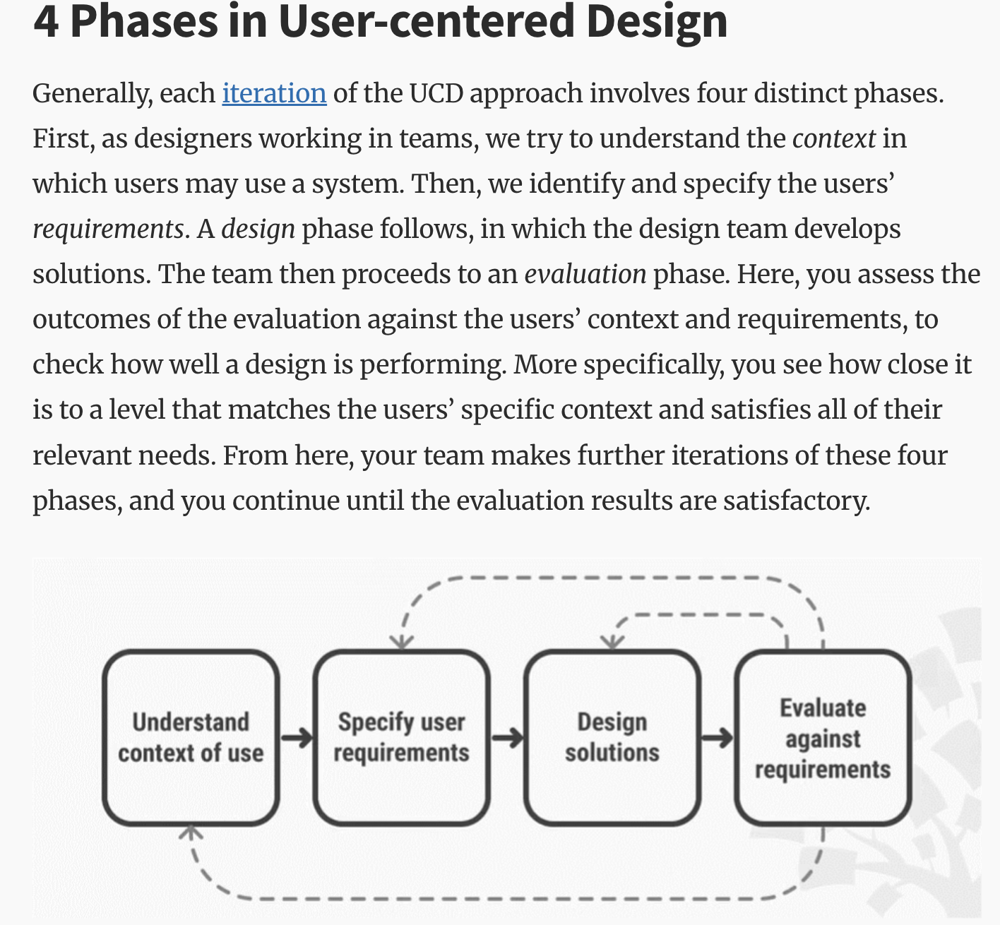 4 Phases in User-centered Design
Generally, each iteration of the UCD approach involves four distinct phases.
First, as designers working in teams, we try to understand the context in
which users may use a system. Then, we identify and specify the users’
requirements. A design phase follows, in which the design team develops
solutions. The team then proceeds to an evaluation phase. Here, you assess the
outcomes of the evaluation against the users’ context and requirements, to
check how well a design is performing. More specifically, you see how close it
is to a level that matches the users’ specific context and satisfies all of their
relevant needs. From here, your team makes further iterations of these four
phases, and you continue until the evaluation results are satisfactory.
Understand
context of use
Specify user
requirements
Design
solutions
Evaluate
against
requirements